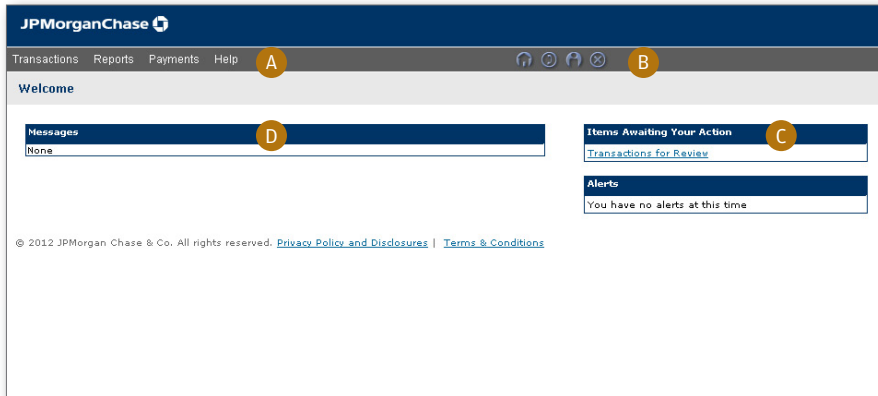 JPMorganChase
Transactions Reports Payments Help A B
Welcome
Messages D
None
Items Awaiting Your Action C
Transactions for Review
Alerts
You have no alerts at this time
© 2012 JPMorgan Chase & Co. All rights reserved. Privacy Policy and Disclosures | Terms & Conditions